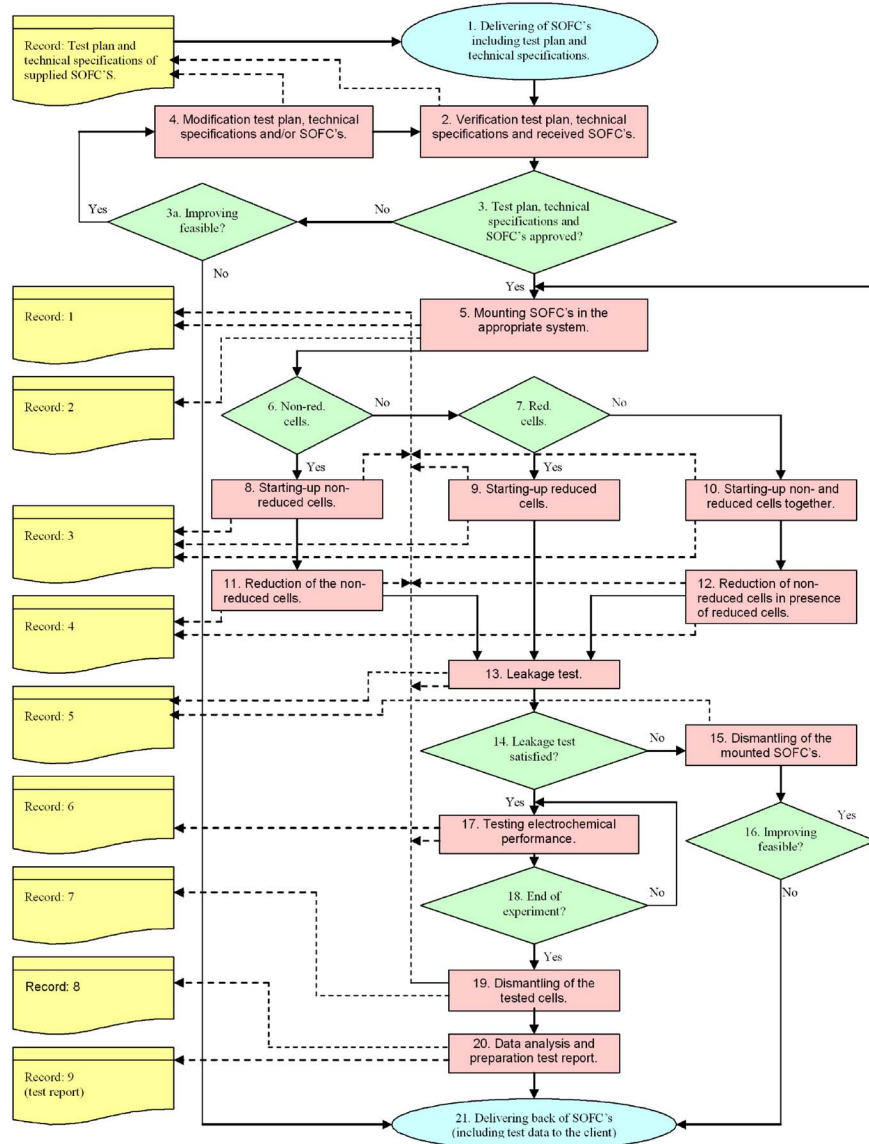 1. Delivering of SOFC's
including test plan and
technical specifications.
Record: Test plan and
technical specifications of
supplied SOFC'S.
4. Modification test plan, technical
specifications and/or SOFC's.
2. Verification test plan, technical
specifications and received SOFC's.
Yes
3a. Improving
feasible?
No
3. Test plan, technical
specifications and
SOFC's approved?
No
Yes
Record: 1
5. Mounting SOFC's in the
appropriate system.
Record: 2
6. Non-red.
cells.
No
7. Red.
cells.
No
Yes
Yes
8. Starting-up non-
reduced cells.
9. Starting-up reduced
cells.
10. Starting-up non- and
reduced cells together.
Record: 3
11. Reduction of the non-
reduced cells.
12. Reduction of non-
reduced cells in presence
of reduced cells.
Record: 4
13. Leakage test.
Record: 5
14. Leakage test
satisfied?
No
15. Dismantling of the
mounted SOFC's.
Yes
Record: 6
17. Testing electrochemical
performance.
16. Improving
feasible?
Yes
No
Record: 7
18. End of
experiment?
No
Yes
Record: 8
19. Dismantling of the
tested cells.
20. Data analysis and
preparation test report.
Record: 9
(test report)
21. Delivering back of SOFC's
(including test data to the client)